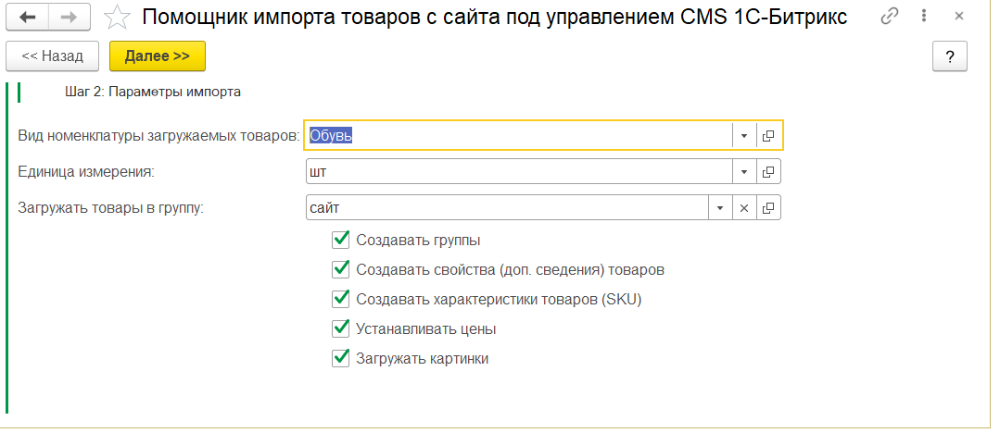 Помощник импорта товаров с сайта под управлением CMS 1С-Битрикс
<< Назад
Далее >>
?
Шаг 2: Параметры импорта
Вид номенклатуры загружаемых товаров: Обувь
Единица измерения: шт
Загружать товары в группу: сайт
Создавать группы
Создавать свойства (доп. сведения) товаров
Создавать характеристики товаров (SKU)
Устанавливать цены
Загружать картинки